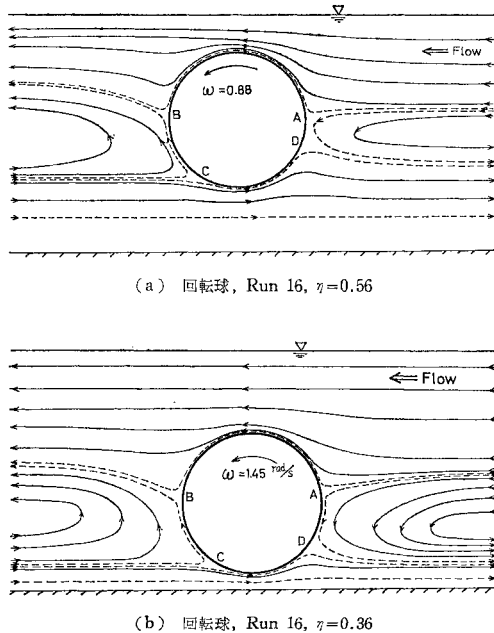 Flow
ω=0.88
B
A
D
C
(a) 回転球, Run 16, η=0.56
Flow
ω=1.45 rad/s
B
A
C
D
(b) 回転球, Run 16, η=0.36